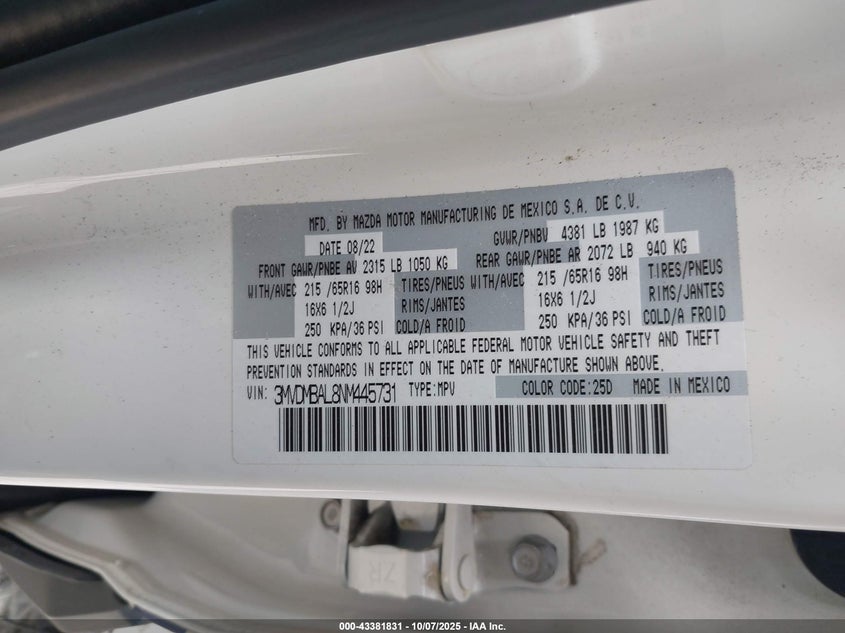 MFD. BY MAZDA MOTOR MANUFACTURING DE MEXICO S.A. DE C.V.
DATE 08/22 GVWR/PNBV 4381 LB 1987 KG
FRONT GAWR/PNBE AV 2315 LB 1050 KG REAR GAWR/PNBE AR 2072 LB 940 KG
WITH/AVEC 215 /65R16 98H TIRES/PNEUS WITH/AVEC 215 /65R16 98H TIRES/PNEUS
16X6 1/2J RIMS/JANTES 16X6 1/2J RIMS/JANTES
250 KPA/36 PSI COLD/A FROID 250 KPA/36 PSI COLD/A FROID
THIS VEHICLE CONFORMS TO ALL APPLICABLE FEDERAL MOTOR VEHICLE SAFETY AND THEFT
PREVENTION STANDARDS IN EFFECT ON THE DATE OF MANUFACTURE SHOWN ABOVE.
VIN: 3MVDMBAL8NM445731 TYPE:MPV COLOR CODE:25D MADE IN MEXICO
ZR
000-43381831 - 10/07/2025 - IAA Inc.